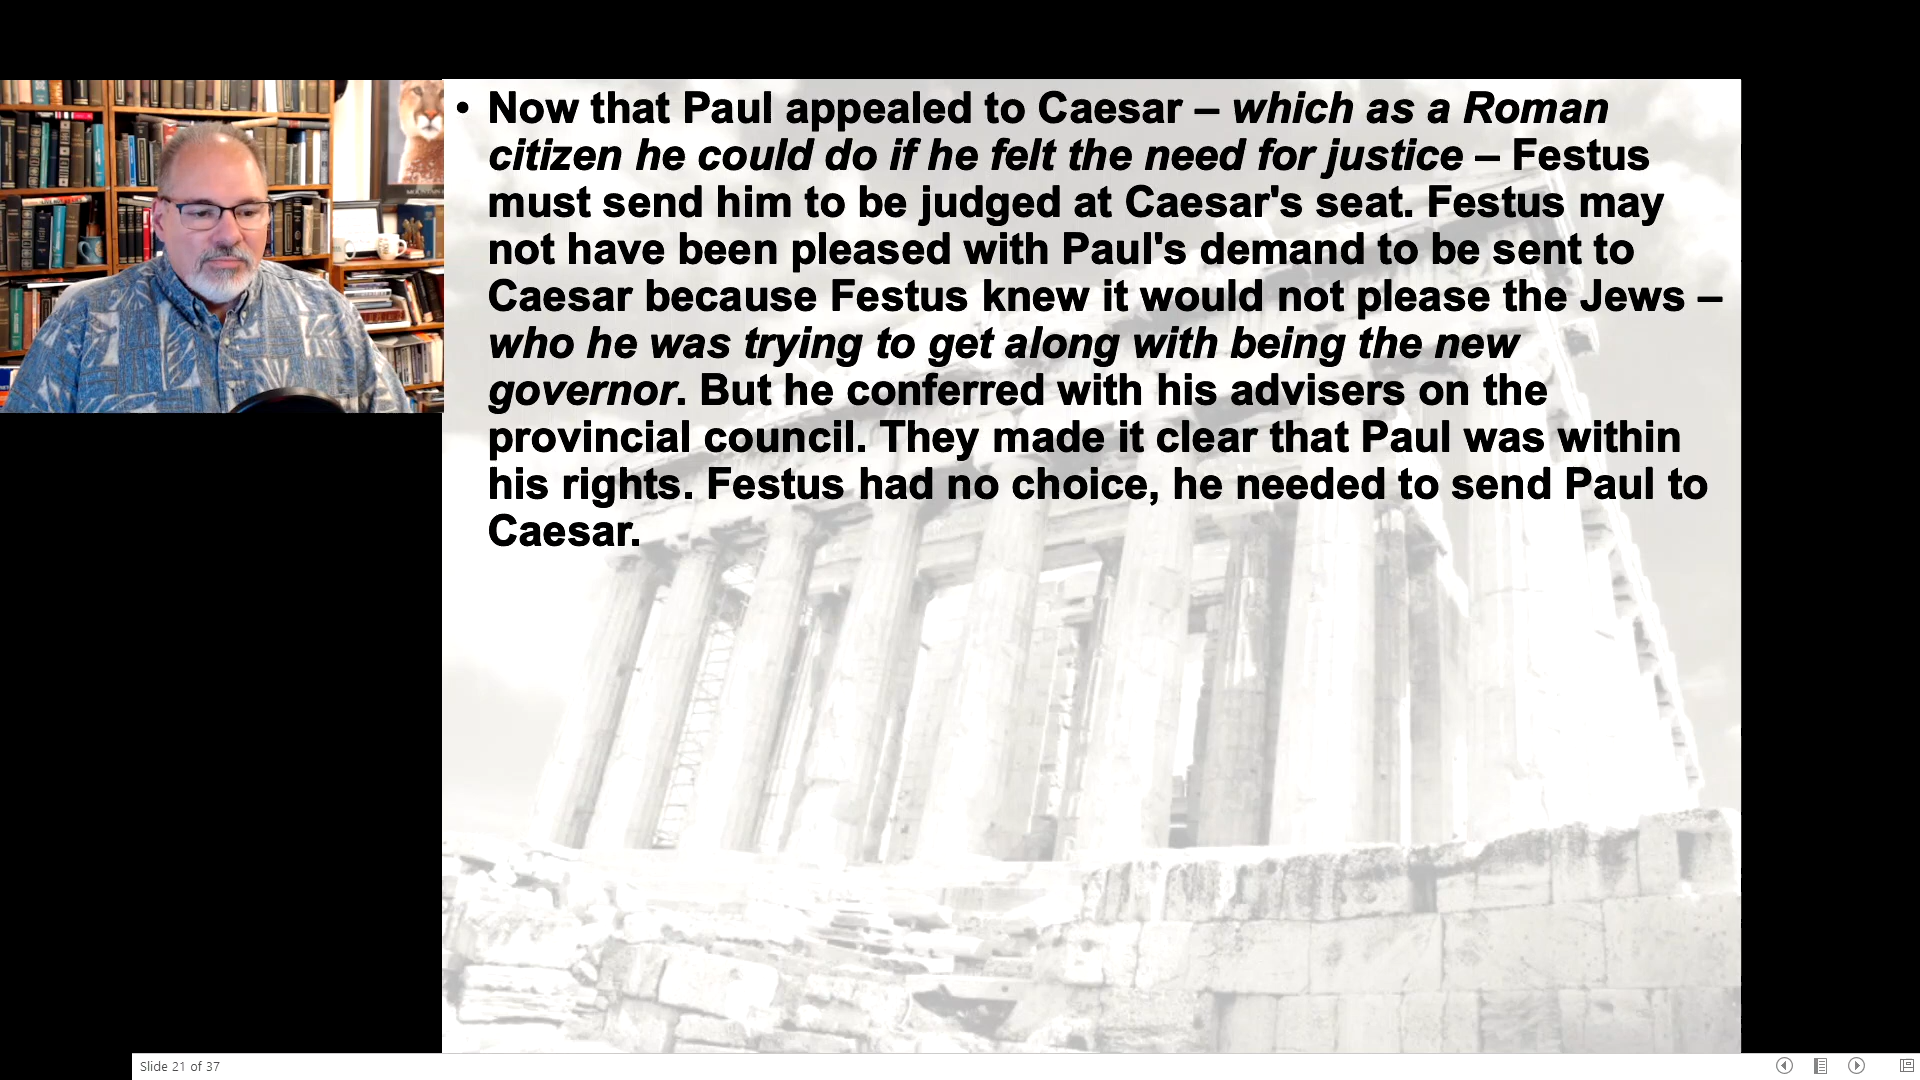 • Now that Paul appealed to Caesar – which as a Roman
citizen he could do if he felt the need for justice – Festus
must send him to be judged at Caesar's seat. Festus may
not have been pleased with Paul's demand to be sent to
Caesar because Festus knew it would not please the Jews –
who he was trying to get along with being the new
governor. But he conferred with his advisers on the
provincial council. They made it clear that Paul was within
his rights. Festus had no choice, he needed to send Paul to
Caesar.
Slide 21 of 37